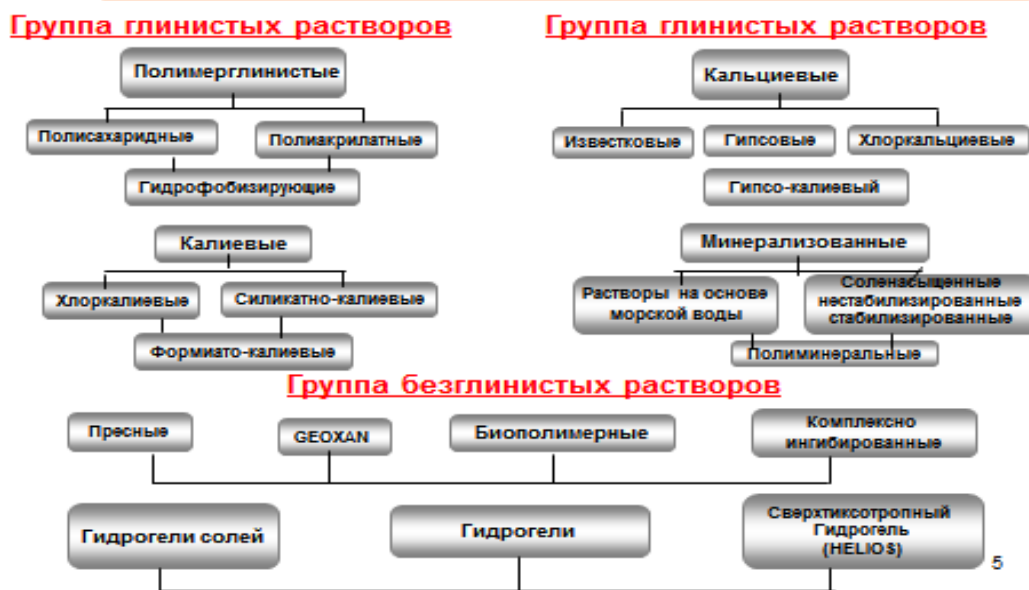 Группа глинистых растворов
Полимерглинистые
Полисахаридные
Полиакрилатные
Гидрофобизирующие
Калиевые
Хлоркалиевые
Силикатно-калиевые
Формиато-калиевые
Группа глинистых растворов
Кальциевые
Известковые
Гипсовые
Хлоркальциевые
Гипсо-калиевый
Минерализованные
Растворы на основе
морской воды
Соленасыщенные
нестабилизированные
стабилизированные
Полиминеральные
Группа безглинистых растворов
Пресные
GEOXAN
Биополимерные
Комплексно
ингибированные
Гидрогели солей
Гидрогели
Сверхтиксотропный
Гидрогель
(HELIO$)
5